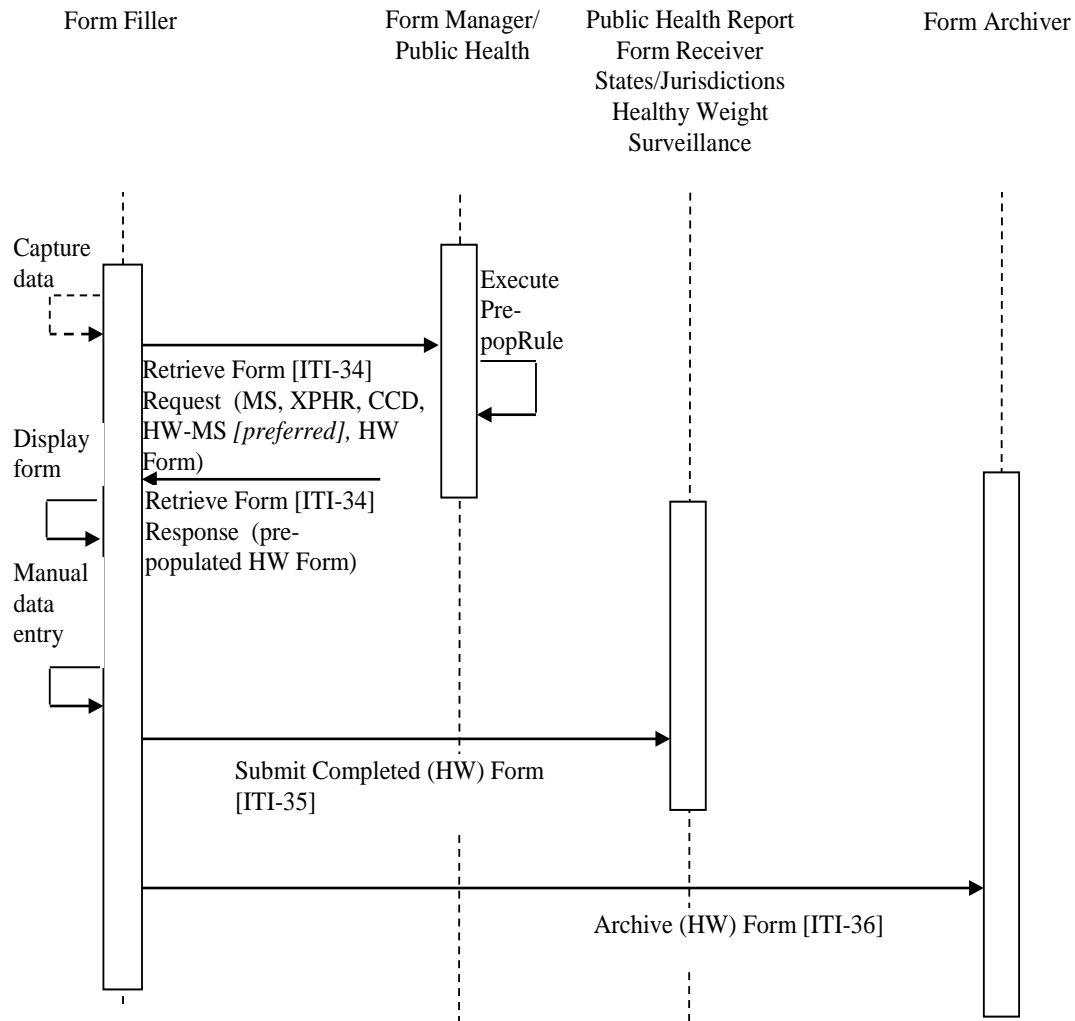 Form Filler
Form Manager/
Public Health
Public Health Report
Form Receiver
States/Jurisdictions
Healthy Weight
Surveillance
Form Archiver
Capture
data
Execute
Pre-
popRule
Retrieve Form [ITI-34]
Request (MS, XPHR, CCD,
HW-MS [preferred], HW
Form)
Display
form
Retrieve Form [ITI-34]
Response (pre-
populated HW Form)
Manual
data
entry
Submit Completed (HW) Form
[ITI-35]
Archive (HW) Form [ITI-36]